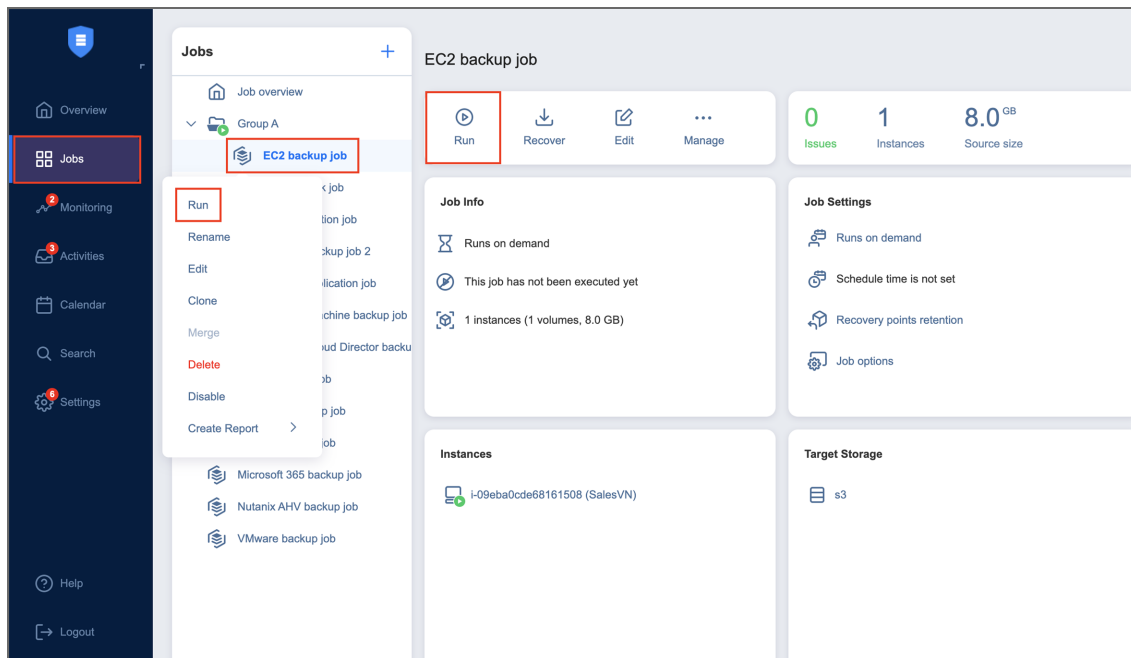 Overview
Jobs
2
Monitoring
3
Activities
Calendar
Search
6
Settings
Help
Logout
Jobs
Job overview
Group A
EC2 backup job
k job
tion job
ckup job 2
lication job
chine backup job
oud Director backu
ob
p job
job
Microsoft 365 backup job
Nutanix AHV backup job
VMware backup job
Run
Rename
Edit
Clone
Merge
Delete
Disable
Create Report
EC2 backup job
Run
Recover
Edit
Manage
0
Issues
1
Instances
8.0 GB
Source size
Job Info
Runs on demand
This job has not been executed yet
1 instances (1 volumes, 8.0 GB)
Job Settings
Runs on demand
Schedule time is not set
Recovery points retention
Job options
Instances
i-09eba0cde68161508 (SalesVN)
Target Storage
s3